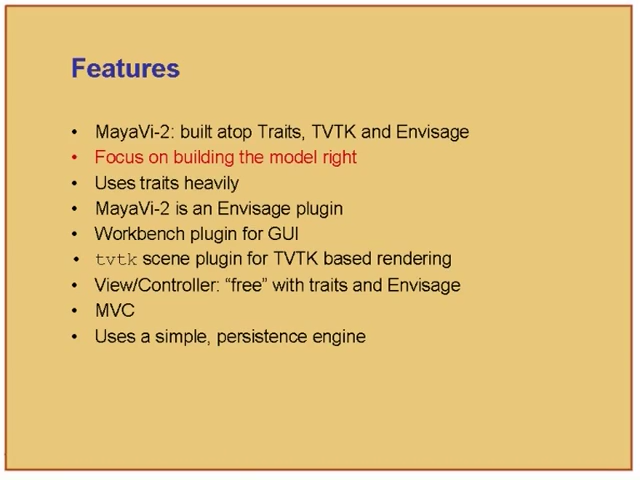 Features
• MayaVi-2: built atop Traits, TVTK and Envisage
• Focus on building the model right
• Uses traits heavily
• MayaVi-2 is an Envisage plugin
• Workbench plugin for GUI
• tvtk scene plugin for TVTK based rendering
• View/Controller: “free” with traits and Envisage
• MVC
• Uses a simple, persistence engine